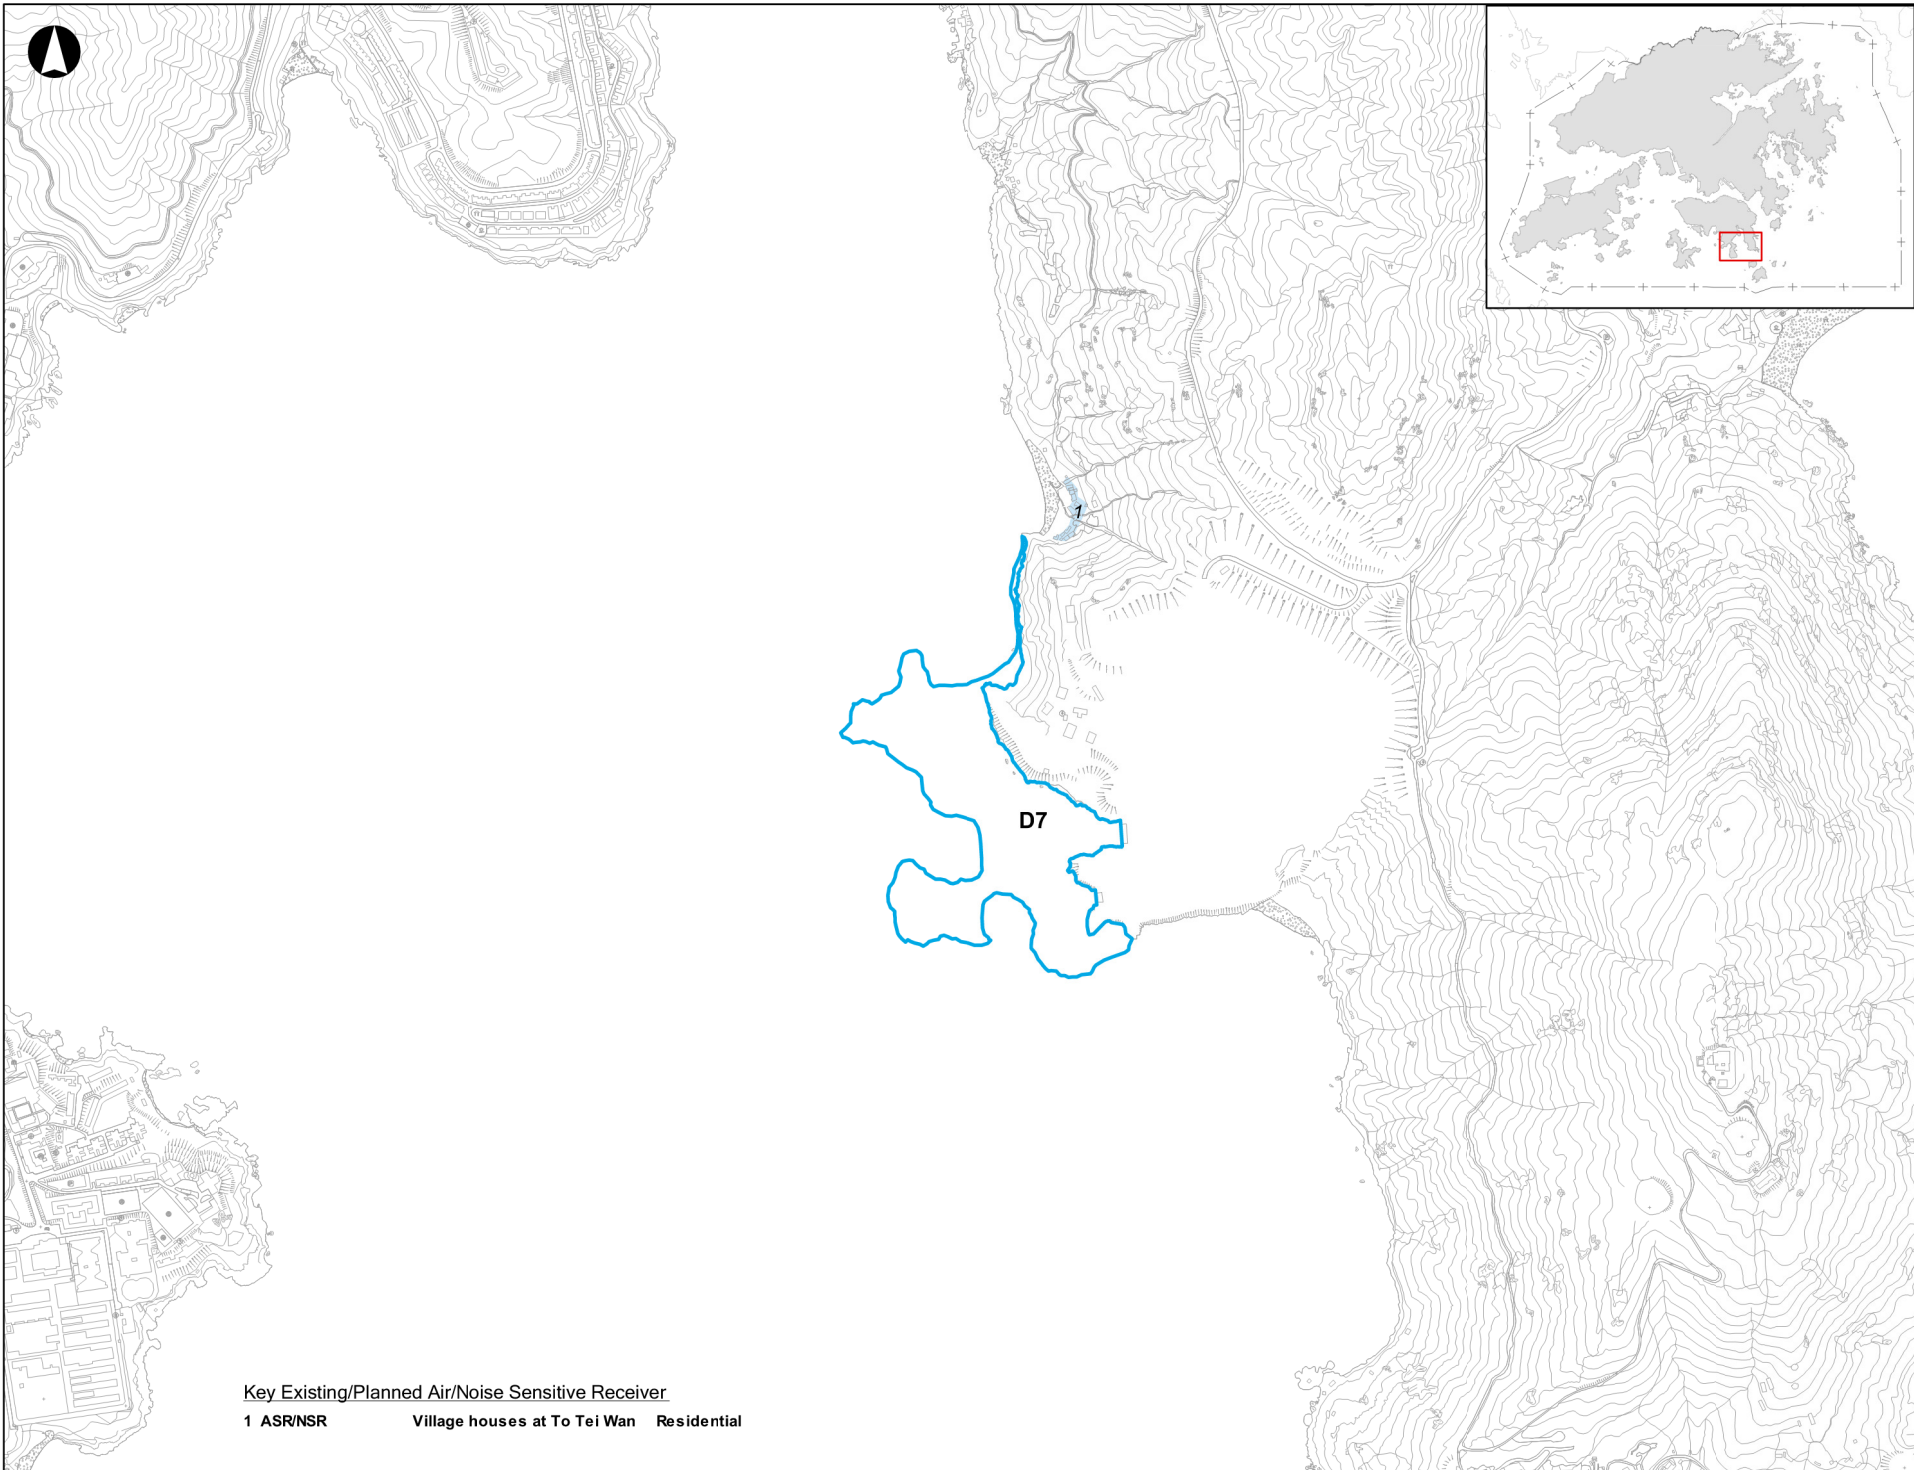 1
D7
Key Existing/Planned Air/Noise Sensitive Receiver
1 ASR/NSR Village houses at To Tei Wan Residential